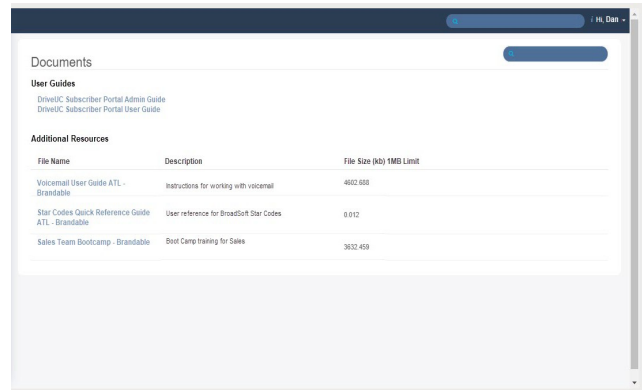 Hi, Dan
Documents
User Guides
DriveUC Subscriber Portal Admin Guide
DriveUC Subscriber Portal User Guide
Additional Resources
File Name Description File Size (kb) 1MB Limit
Voicemail User Guide ATL - Brandable Instructions for working with voicemail 4602.688
Star Codes Quick Reference Guide ATL - Brandable User reference for BroadSoft Star Codes 0.012
Sales Team Bootcamp - Brandable Boot Camp training for Sales 3632.459